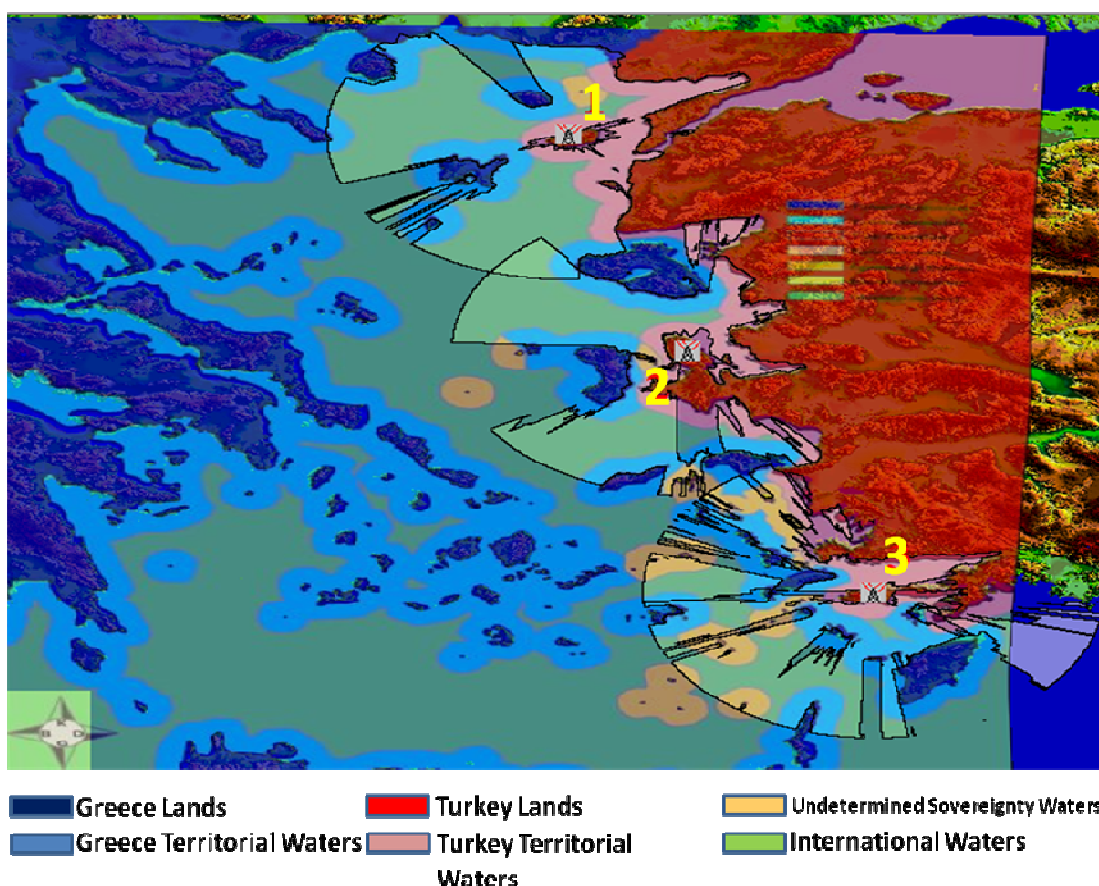 1
2
3
K
B D
G
Greece Lands
Turkey Lands
Undetermined Sovereignty Waters
Greece Territorial Waters
Turkey Territorial
Waters
International Waters